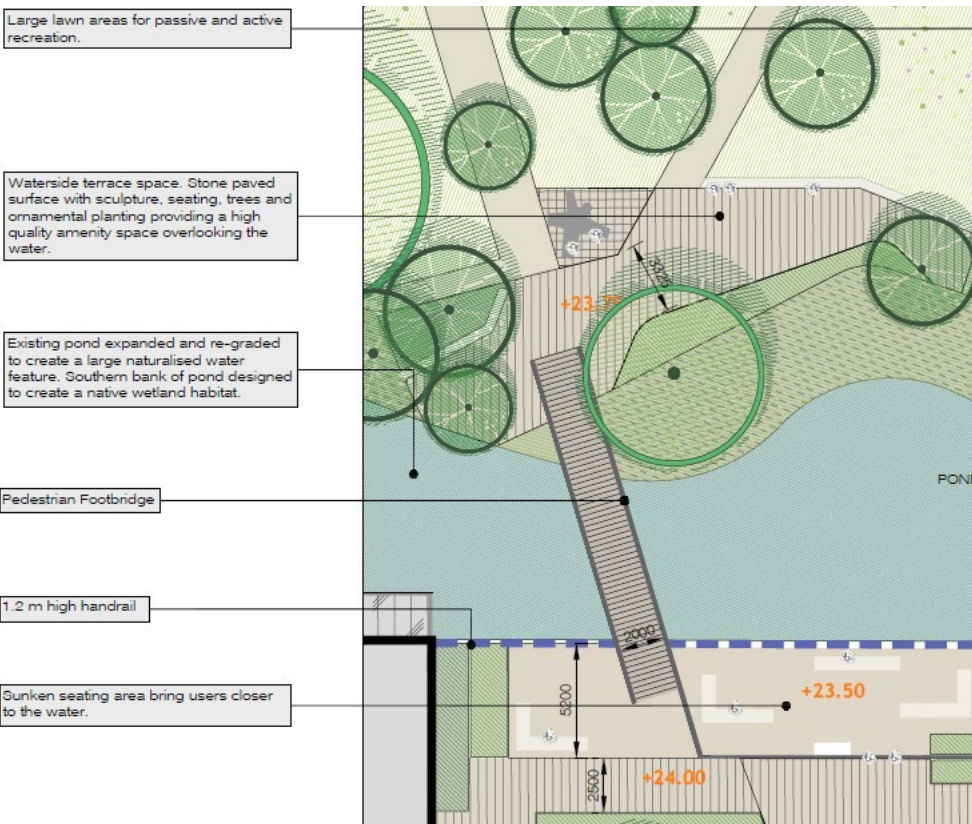 Large lawn areas for passive and active
recreation.
Waterside terrace space. Stone paved
surface with sculpture, seating, trees and
ornamental planting providing a high
quality amenity space overlooking the
water.
3325
Existing pond expanded and re-graded
to create a large naturalised water
feature. Southern bank of pond designed
to create a native wetland habitat.
Pedestrian Footbridge
1.2 m high handrail
2000
Sunken seating area bring users closer
to the water.
5200
+23.50
2500
+24.00